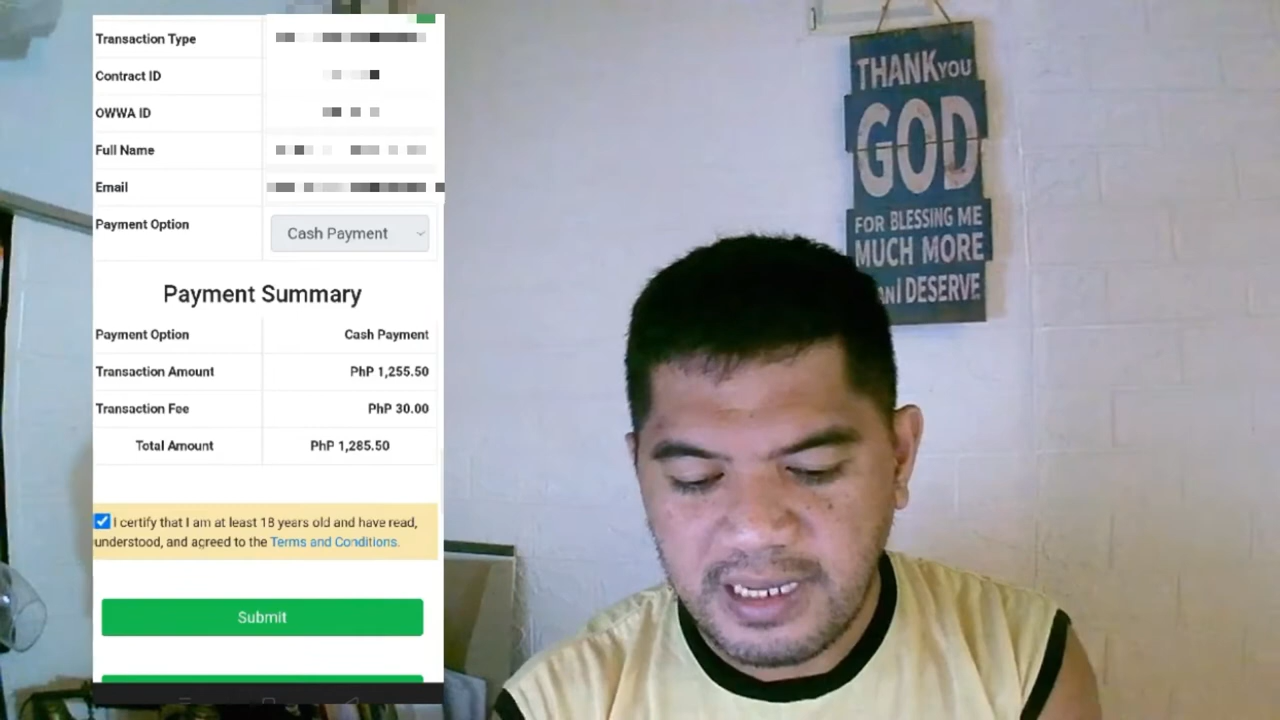 Transaction Type
Contract ID
OWWA ID
Full Name
Email
Payment Option Cash Payment
Payment Summary
Payment Option Cash Payment
Transaction Amount PhP 1,255.50
Transaction Fee PhP 30.00
Total Amount PhP 1,285.50
I certify that I am at least 18 years old and have read,
understood, and agreed to the Terms and Conditions.
Submit
THANK YOU
GOD
FOR BLESSING ME
MUCH MORE
DESERVE